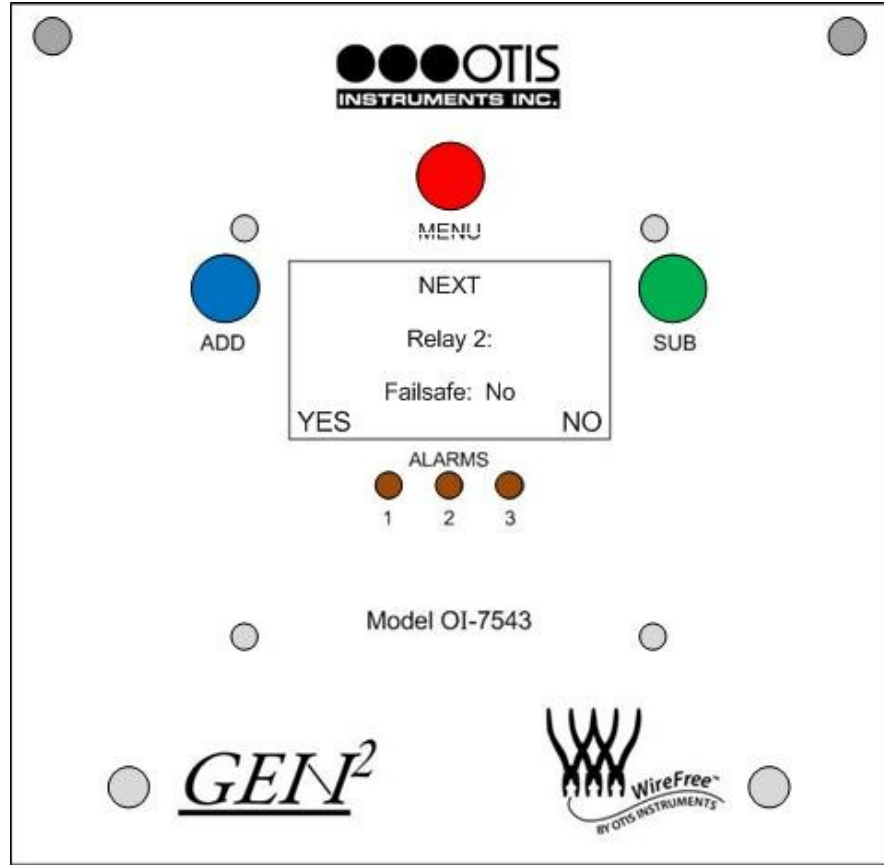 OTIS
INSTRUMENTS INC.
MENU
NEXT
ADD
Relay 2:
SUB
Failsafe: No
YES NO
ALARMS
1 2 3
Model OI-7543
GEN²
WireFree™
BY OTIS INSTRUMENTS